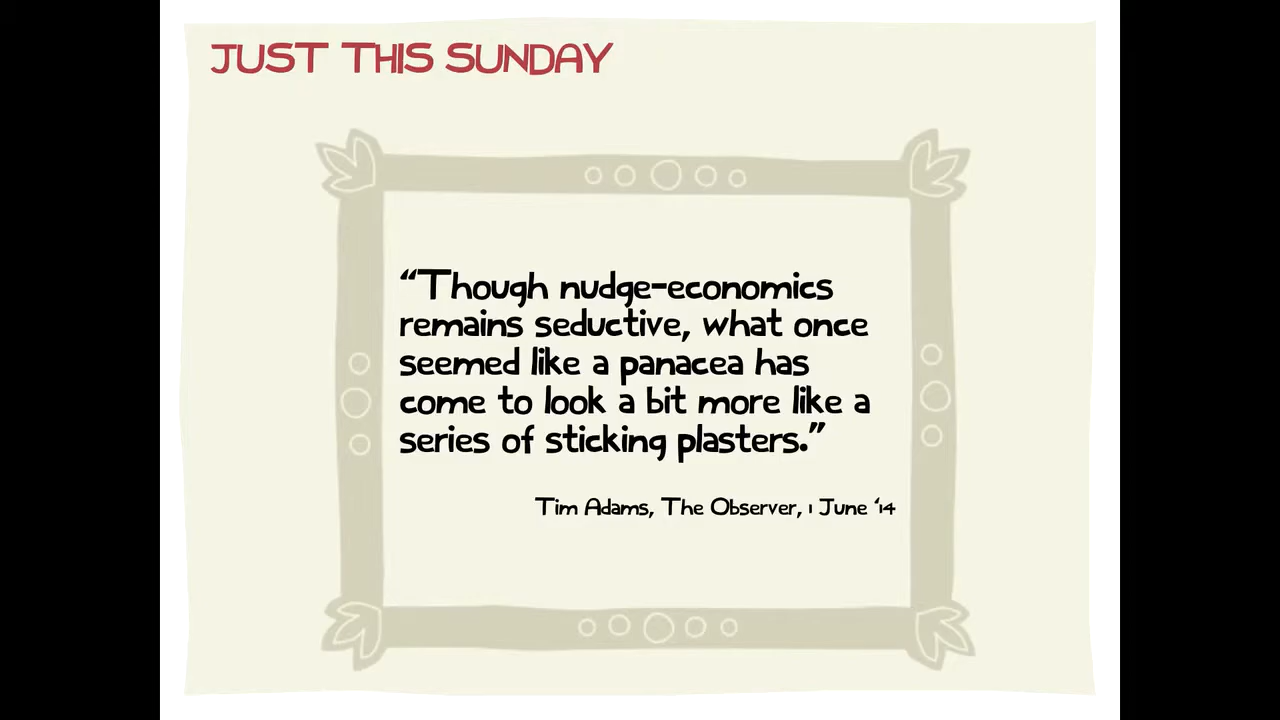 JUST THIS SUNDAY
“Though nudge-economics
remains seductive, what once
seemed like a panacea has
come to look a bit more like a
series of sticking plasters.”
Tim Adams, The Observer, 1 June ‘14